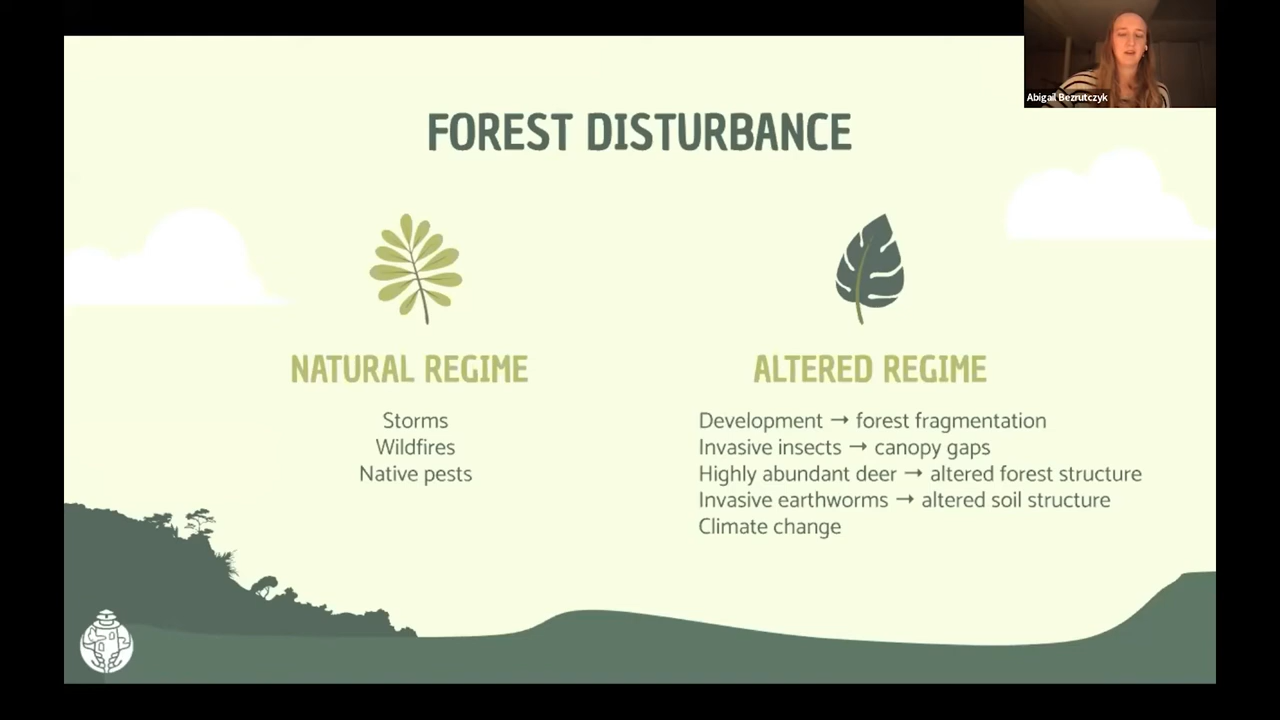 Abigail Bezrutczyk
FOREST DISTURBANCE
NATURAL REGIME
Storms
Wildfires
Native pests
ALTERED REGIME
Development → forest fragmentation
Invasive insects → canopy gaps
Highly abundant deer → altered forest structure
Invasive earthworms → altered soil structure
Climate change